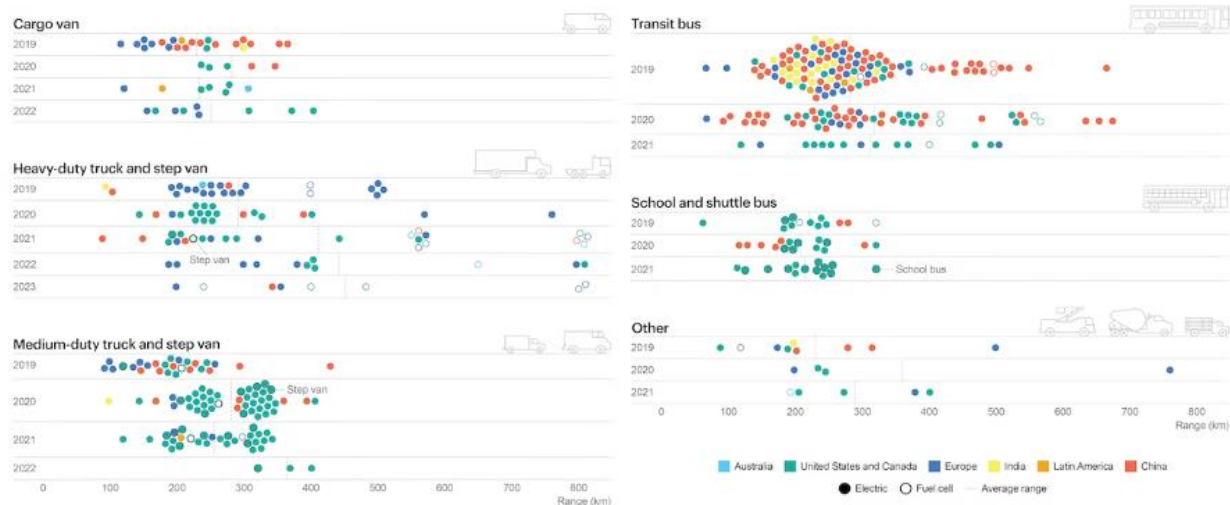 Cargo van
2019
2020
2021
2022
Heavy-duty truck and step van
2019
2020
2021
Step van
2022
2023
Medium-duty truck and step van
2019
Step van
2020
2021
2022
0 100 200 300 400 500 600 700 800
Range (km)
Transit bus
2019
2020
2021
School and shuttle bus
2019
2020
2021
School bus
Other
2019
2020
2021
0 100 200 300 400 500 600 700 800
Range (km)
Australia United States and Canada Europe India Latin America China
Electric Fuel cell Average range